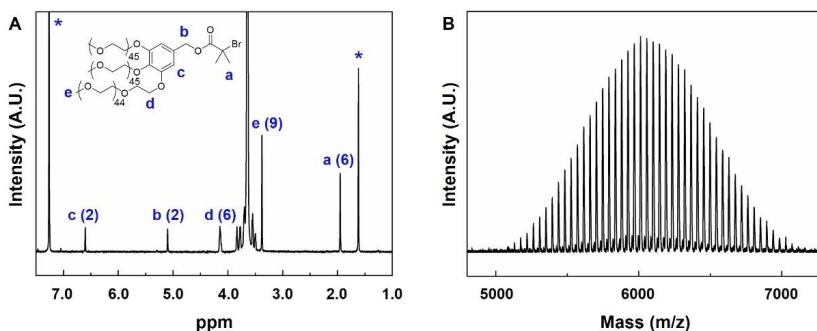 A
*
b
O
Br
O
O
O
45
O
a
O
O
c
45
O
e
O
O
O
44
d
*
e (9)
a (6)
c (2)
b (2)
d (6)
7.0 6.0 5.0 4.0 3.0 2.0 1.0
ppm
Intensity (A.U.)
B
5000 6000 7000
Mass (m/z)
Intensity (A.U.)